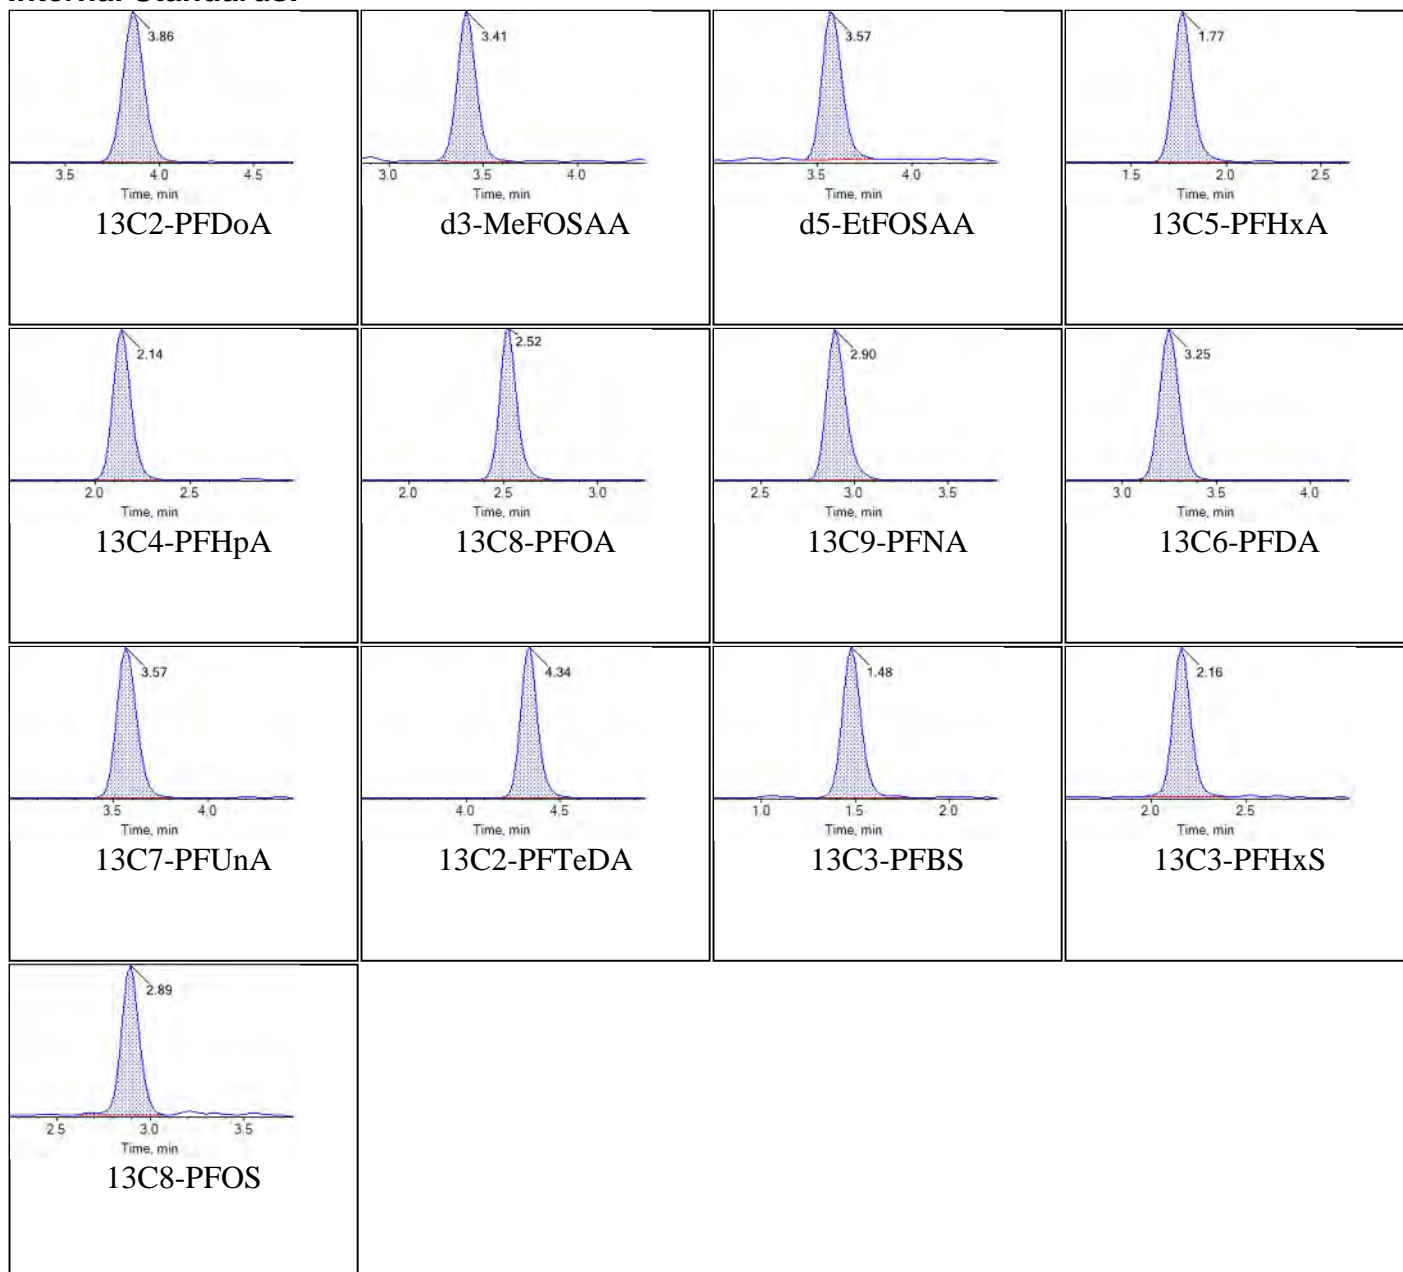 3.86
3.5 4.0 4.5
Time, min
13C2-PFDoA
3.41
3.0 3.5 4.0
Time, min
d3-MeFOSAA
3.57
3.5 4.0
Time, min
d5-EtFOSAA
1.77
1.5 2.0 2.5
Time, min
13C5-PFHxA
2.14
2.0 2.5
Time, min
13C4-PFHpA
2.52
2.0 2.5 3.0
Time, min
13C8-PFOA
2.90
2.5 3.0 3.5
Time, min
13C9-PFNA
3.25
3.0 3.5 4.0
Time, min
13C6-PFDA
3.57
3.5 4.0
Time, min
13C7-PFUnA
4.34
4.0 4.5
Time, min
13C2-PFTeDA
1.48
1.0 1.5 2.0
Time, min
13C3-PFBS
2.16
2.0 2.5
Time, min
13C3-PFHxS
2.89
2.5 3.0 3.5
Time, min
13C8-PFOS